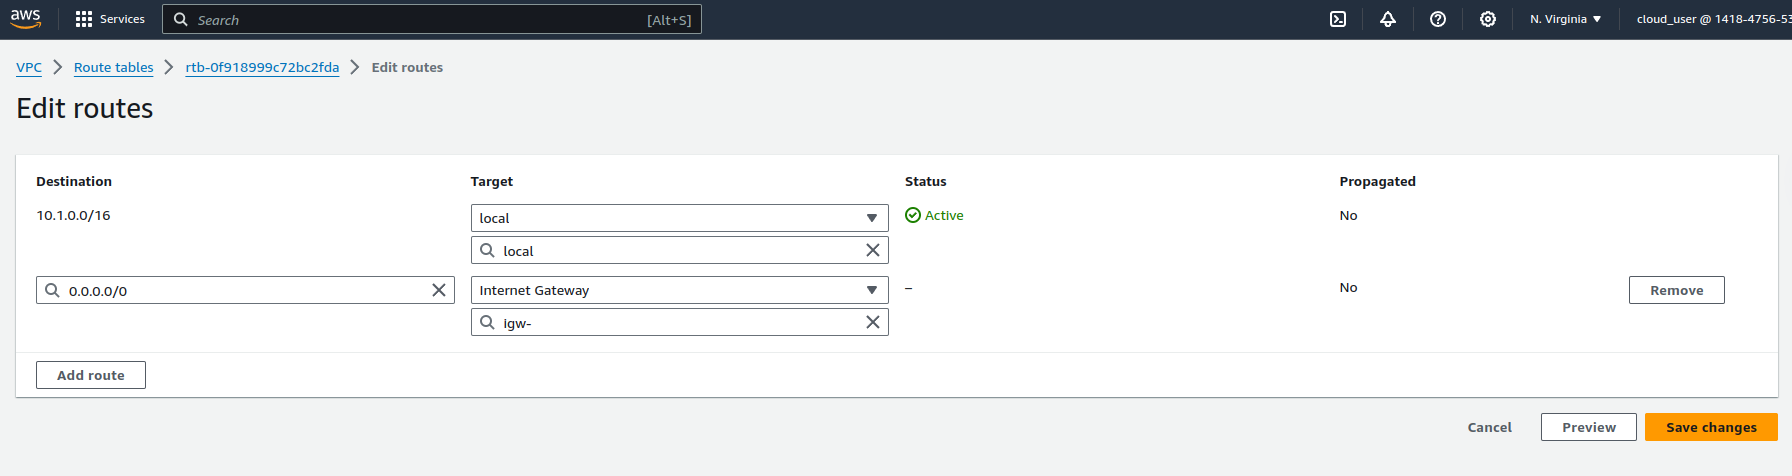 aws Services Search [Alt+S] N. Virginia cloud_user @ 1418-4756-53
VPC Route tables rtb-0f918999c72bc2fda Edit routes
Edit routes
Destination Target Status Propagated
10.1.0.0/16 local Active No
local
0.0.0.0/0 Internet Gateway – No Remove
igw-
Add route
Cancel Preview Save changes